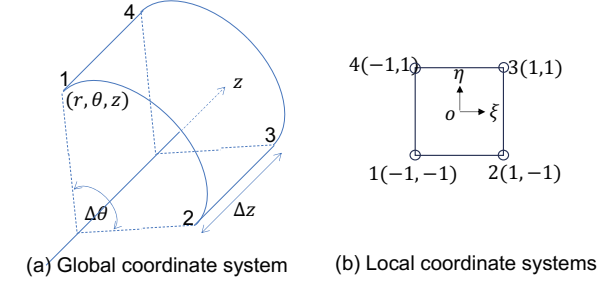 4
1
(r, θ, z)
z
3
2
Δθ
Δz
(a) Global coordinate system
4(−1,1)
3(1,1)
η
o
ξ
1(−1, −1)
2(1, −1)
(b) Local coordinate systems